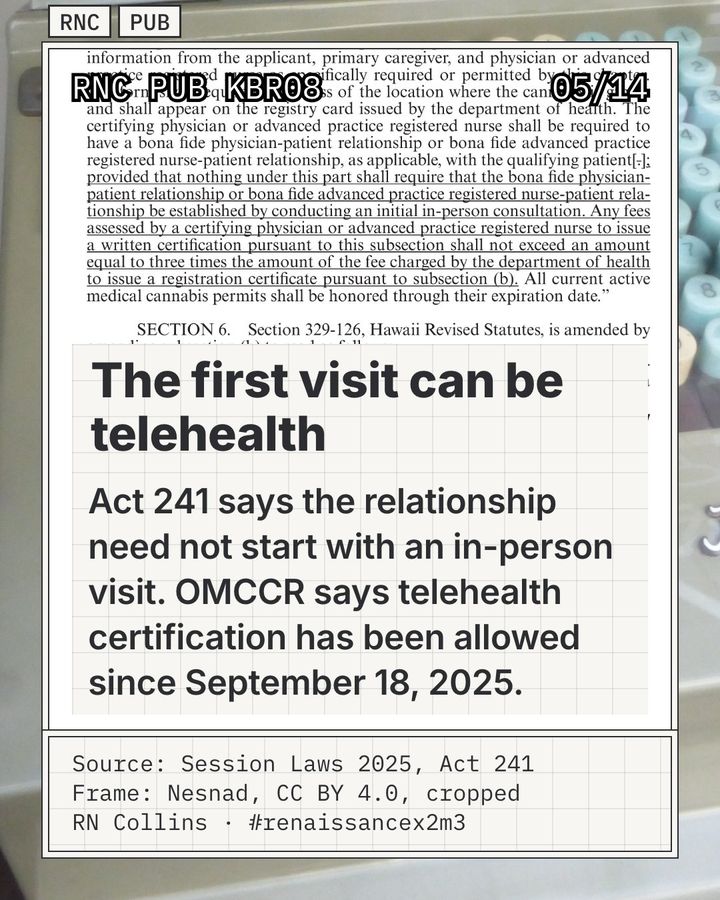 RNC PUB
information from the applicant, primary caregiver, and physician or advanced
RNC PUB KBR08 05/14
and shall appear on the registry card issued by the department of health. The
certifying physician or advanced practice registered nurse shall be required to
have a bona fide physician-patient relationship or bona fide advanced practice
registered nurse-patient relationship, as applicable, with the qualifying patient[.];
provided that nothing under this part shall require that the bona fide physician-
patient relationship or bona fide advanced practice registered nurse-patient rela-
tionship be established by conducting an initial in-person consultation. Any fees
assessed by a certifying physician or advanced practice registered nurse to issue
a written certification pursuant to this subsection shall not exceed an amount
equal to three times the amount of the fee charged by the department of health
to issue a registration certificate pursuant to subsection (b). All current active
medical cannabis permits shall be honored through their expiration date.”
SECTION 6. Section 329-126, Hawaii Revised Statutes, is amended by
The first visit can be
telehealth
Act 241 says the relationship
need not start with an in-person
visit. OMCCR says telehealth
certification has been allowed
since September 18, 2025.
Source: Session Laws 2025, Act 241
Frame: Nesnad, CC BY 4.0, cropped
RN Collins · #renaissancex2m3